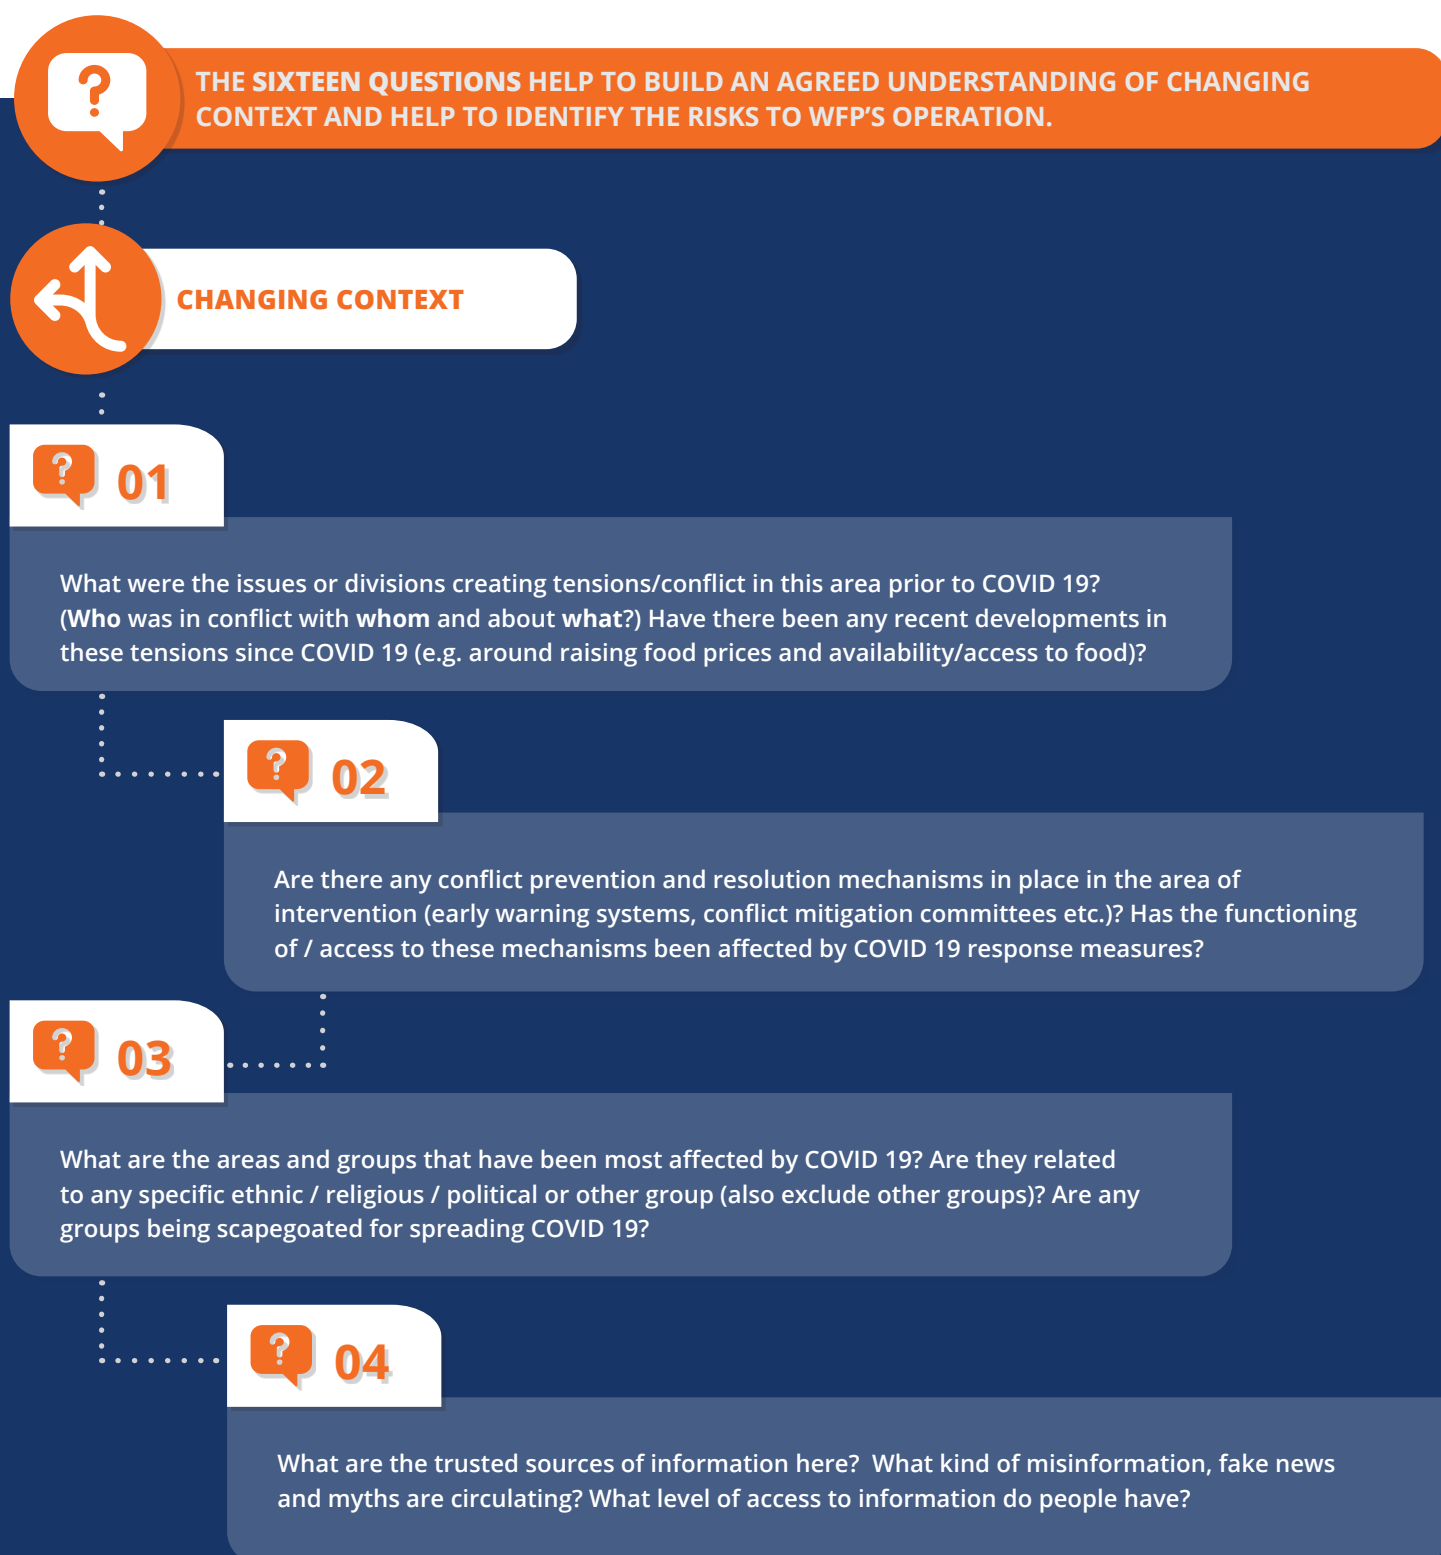 ?
THE SIXTEEN QUESTIONS HELP TO BUILD AN AGREED UNDERSTANDING OF CHANGING
CONTEXT AND HELP TO IDENTIFY THE RISKS TO WFP’S OPERATION.
CHANGING CONTEXT
? 01
What were the issues or divisions creating tensions/conflict in this area prior to COVID 19?
(Who was in conflict with whom and about what?) Have there been any recent developments in
these tensions since COVID 19 (e.g. around raising food prices and availability/access to food)?
? 02
Are there any conflict prevention and resolution mechanisms in place in the area of
intervention (early warning systems, conflict mitigation committees etc.)? Has the functioning
of / access to these mechanisms been affected by COVID 19 response measures?
? 03
What are the areas and groups that have been most affected by COVID 19? Are they related
to any specific ethnic / religious / political or other group (also exclude other groups)? Are any
groups being scapegoated for spreading COVID 19?
? 04
What are the trusted sources of information here?  What kind of misinformation, fake news
and myths are circulating? What level of access to information do people have?